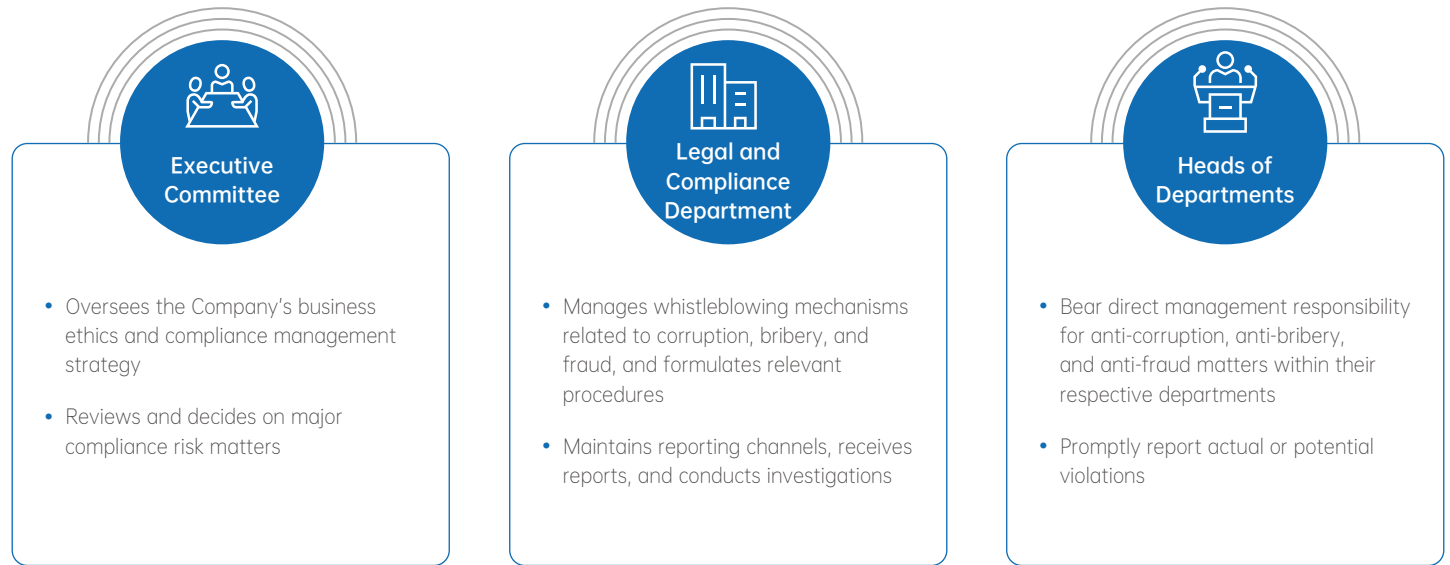 Executive
Committee
• Oversees the Company's business
ethics and compliance management
strategy
• Reviews and decides on major
compliance risk matters
Legal and
Compliance
Department
• Manages whistleblowing mechanisms
related to corruption, bribery, and
fraud, and formulates relevant
procedures
• Maintains reporting channels, receives
reports, and conducts investigations
Heads of
Departments
• Bear direct management responsibility
for anti-corruption, anti-bribery,
and anti-fraud matters within their
respective departments
• Promptly report actual or potential
violations